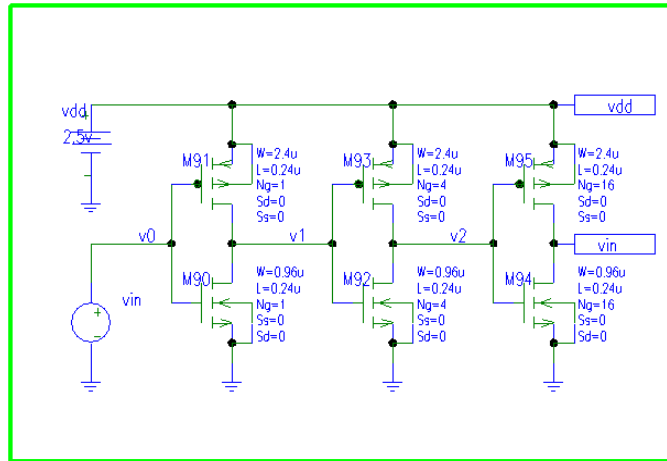 vdd
vdd
2.5v
M91
W=2.4u
L=0.24u
Ng=1
Sd=0
Ss=0
M93
W=2.4u
L=0.24u
Ng=4
Sd=0
Ss=0
M95
W=2.4u
L=0.24u
Ng=16
Sd=0
Ss=0
v0
v1
v2
vin
vin
M90
W=0.96u
L=0.24u
Ng=1
Ss=0
Sd=0
M92
W=0.96u
L=0.24u
Ng=4
Ss=0
Sd=0
M94
W=0.96u
L=0.24u
Ng=16
Ss=0
Sd=0